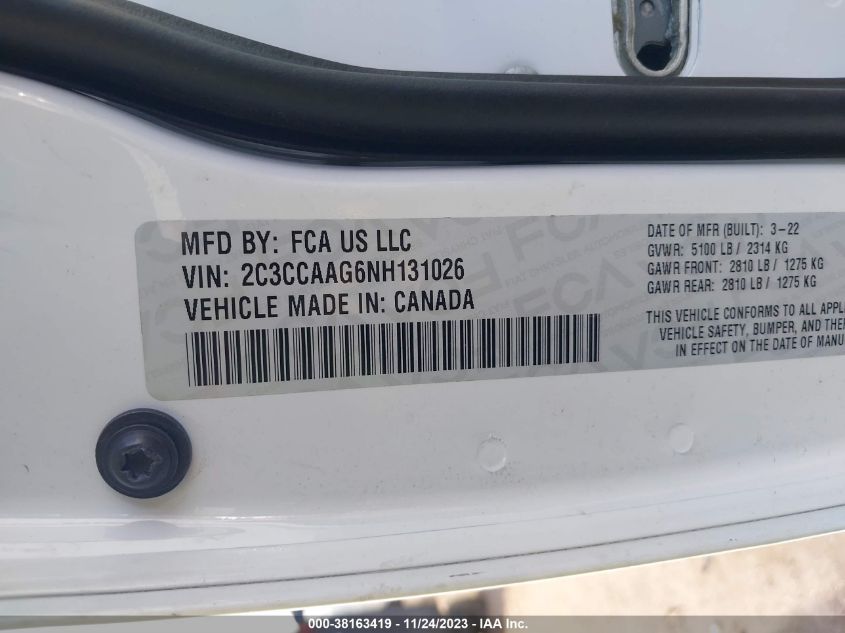 MFD BY: FCA US LLC
VIN: 2C3CCAAG6NH131026
VEHICLE MADE IN: CANADA
DATE OF MFR (BUILT): 3-22
GVWR: 5100 LB / 2314 KG
GAWR FRONT: 2810 LB / 1275 KG
GAWR REAR: 2810 LB / 1275 KG
THIS VEHICLE CONFORMS TO ALL APPL
VEHICLE SAFETY, BUMPER, AND THE
IN EFFECT ON THE DATE OF MANU
000-38163419 - 11/24/2023 - IAA Inc.